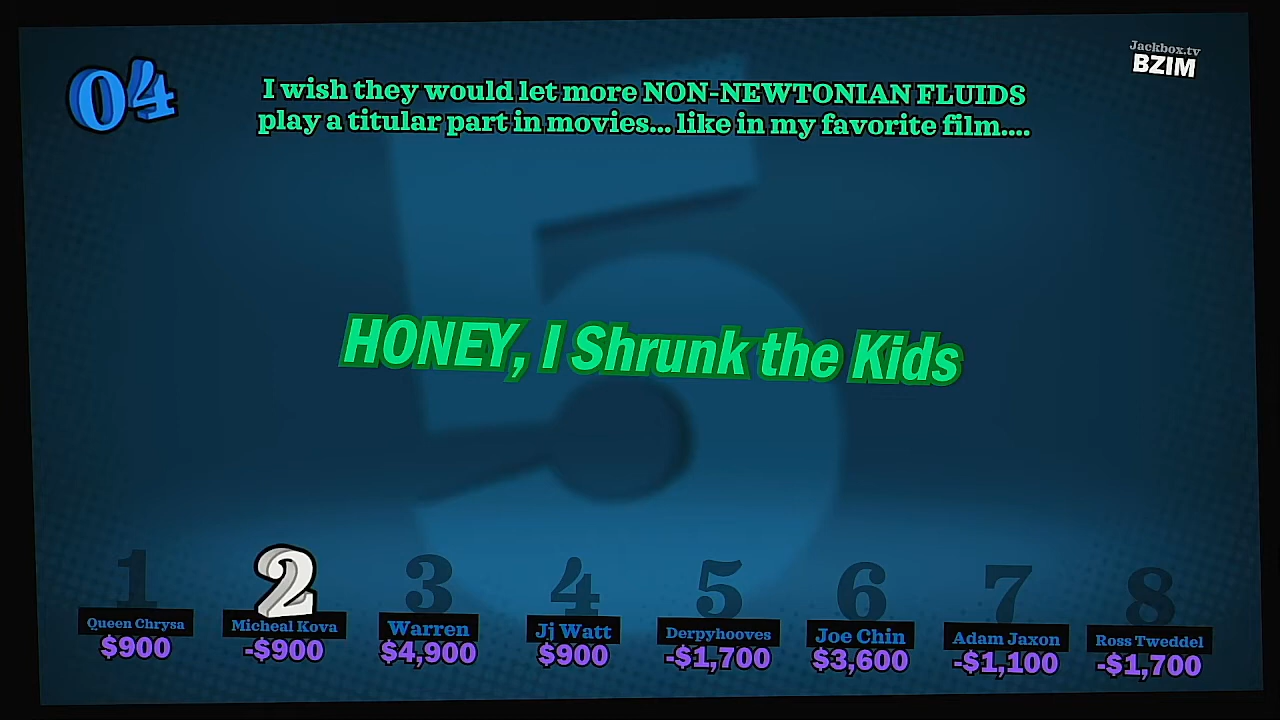 04
Jackbox.tv
BZIM
I wish they would let more NON-NEWTONIAN FLUIDS
play a titular part in movies... like in my favorite film....
5
HONEY, I Shrunk the Kids
1 2 3 4 5 6 7 8
Queen Chrysa Micheal Kova Warren Jj Watt Derpyhooves Joe Chin Adam Jaxon Ross Tweddel
$900 -$900 $4,900 $900 -$1,700 $3,600 -$1,100 -$1,700